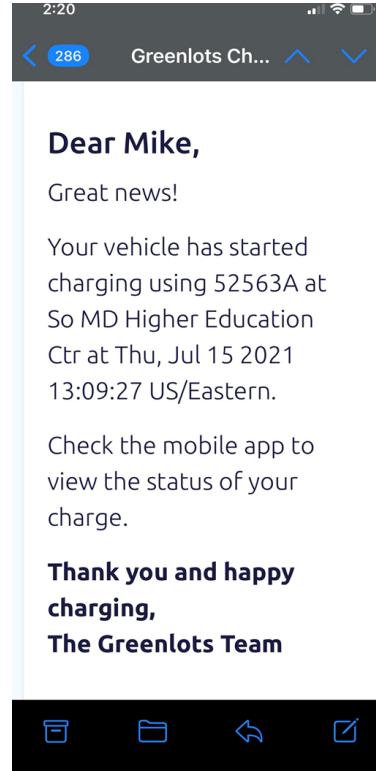 2:20
286
Greenlots Ch...
Dear Mike,
Great news!
Your vehicle has started
charging using 52563A at
So MD Higher Education
Ctr at Thu, Jul 15 2021
13:09:27 US/Eastern.
Check the mobile app to
view the status of your
charge.
Thank you and happy
charging,
The Greenlots Team